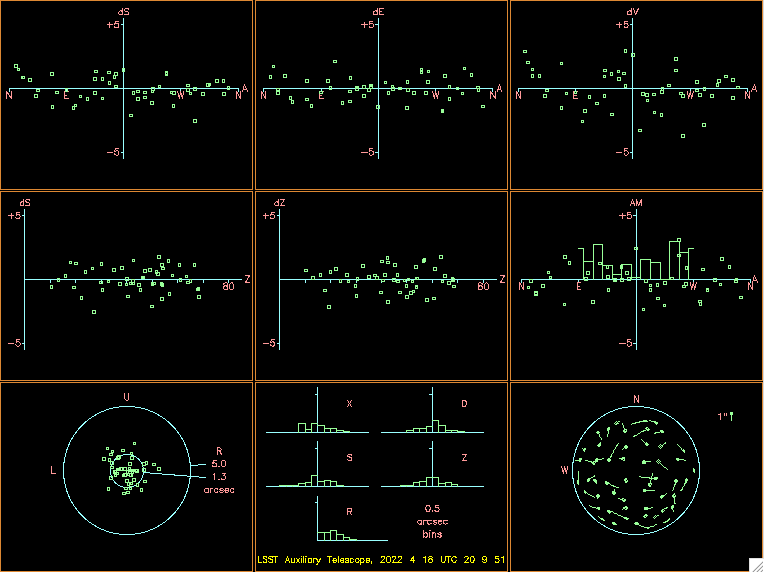 dS
+5
N E W N A
-5
dE
+5
N E W N A
-5
dV
+5
N E W N A
-5
dS
+5
80 Z
-5
dZ
+5
80 Z
-5
AM
+5
N E W N A
-5
U
L
R
5.0
1.3
arcsec
X D
S Z
R
0.5
arcsec
bins
LSST Auxiliary Telescope, 2022 4 16 UTC 20 9 51
N
1"
W